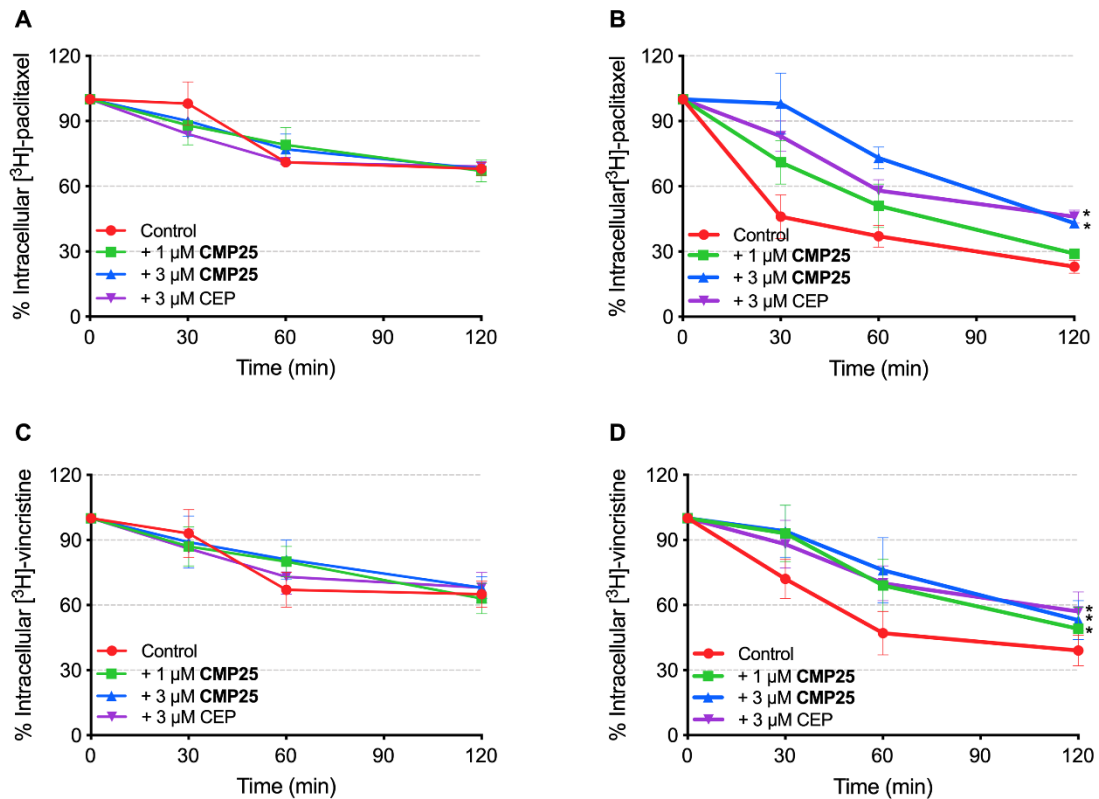 A
% Intracellular [³H]-paclitaxel
120
90
60
30
0
Control
+ 1 µM CMP25
+ 3 µM CMP25
+ 3 µM CEP
0 30 60 90 120
Time (min)
B
% Intracellular[³H]-paclitaxel
120
90
60
30
0
*
*
Control
+ 1 µM CMP25
+ 3 µM CMP25
+ 3 µM CEP
0 30 60 90 120
Time (min)
C
% Intracellular [³H]-vincristine
120
90
60
30
0
Control
+ 1 µM CMP25
+ 3 µM CMP25
+ 3 µM CEP
0 30 60 90 120
Time (min)
D
% Intracellular [³H]-vincristine
120
90
60
30
0
*
*
*
Control
+ 1 µM CMP25
+ 3 µM CMP25
+ 3 µM CEP
0 30 60 90 120
Time (min)